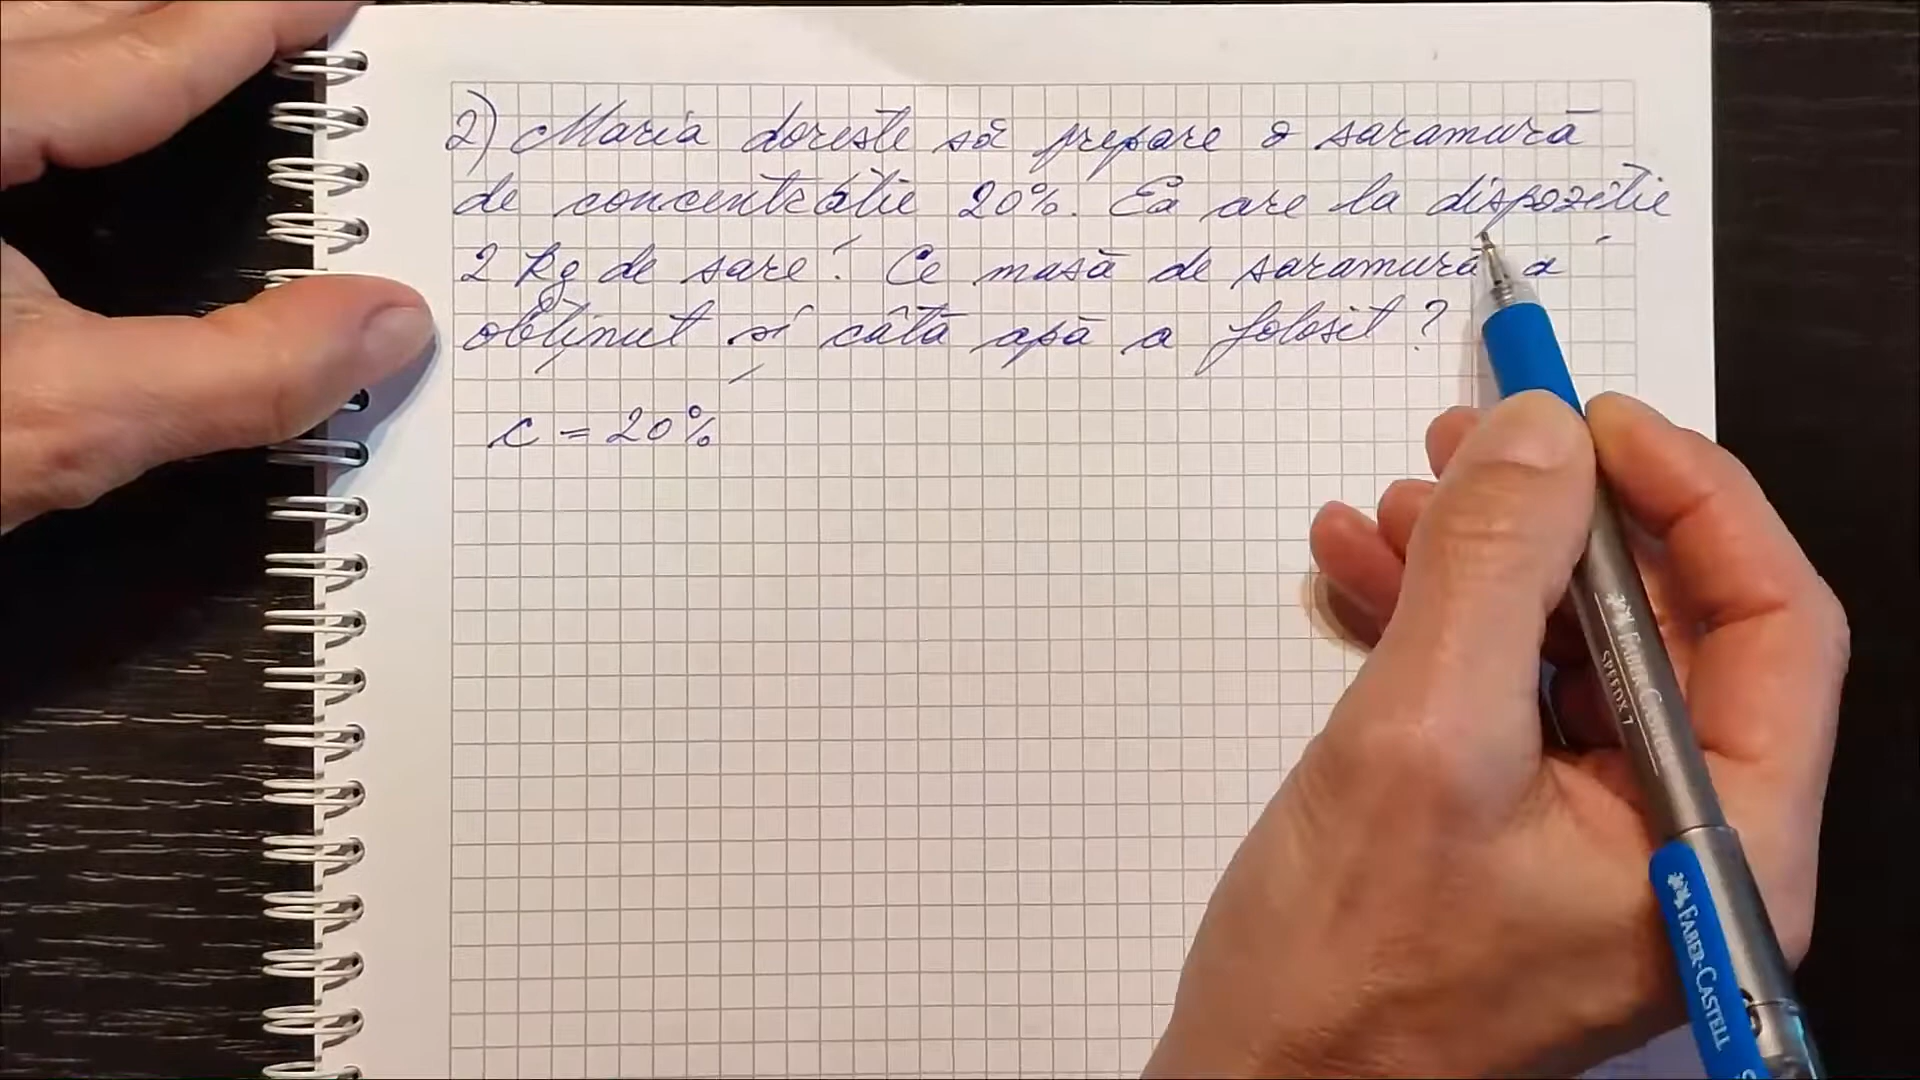 2) Maria dorește să prepare o saramură
de concentrație 20%. Ea are la dispoziție
2 kg de sare. Ce masă de saramură a
obținut și câtă apă a folosit?
c = 20%
FABER-CASTELL
SPEEDX 7
FABER-CASTELL